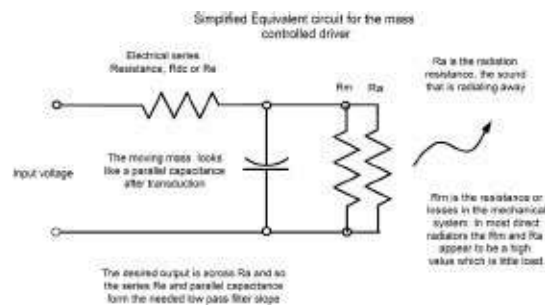 Simplified Equivalent circuit for the mass
controlled driver
Electrical series
Resistance, Rdc or Re
Rm Ra
Ra is the radiation
resistance, the sound
that is radiating away
Input voltage
The moving mass looks
like a parallel capacitance
after transduction
Rm is the resistance or
losses in the mechanical
system. In most direct
radiators the Rm and Ra
appear to be a high
value which is little load
The desired output is across Ra and so
the series Re and parallel capacitance
form the needed low pass filter slope